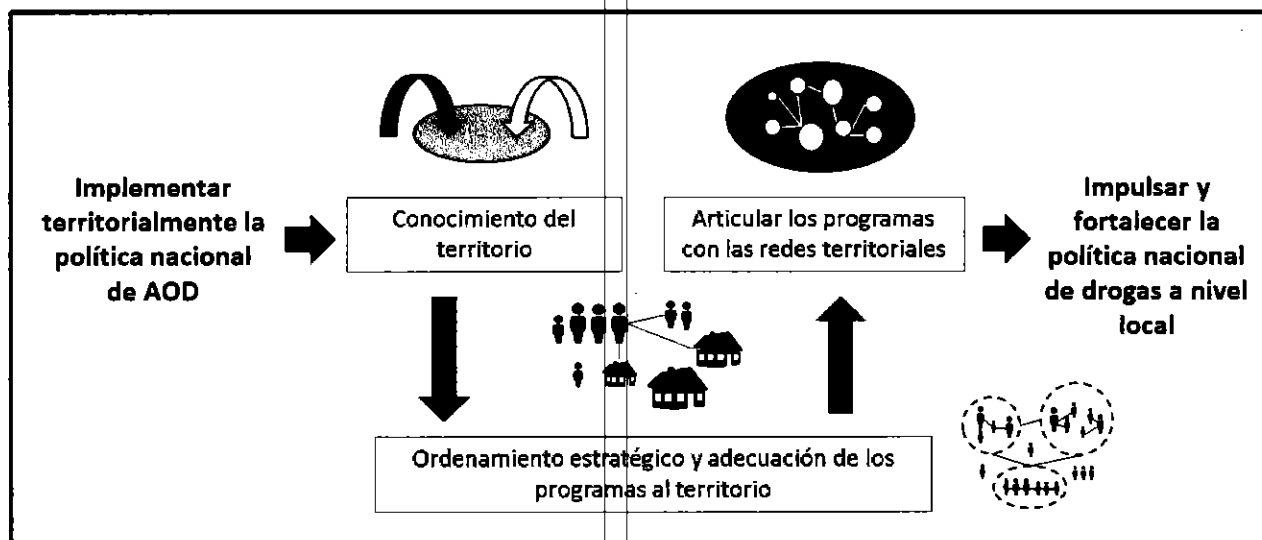 Implementar
territorialmente la
política nacional
de AOD
Conocimiento del
territorio
Articular los programas
con las redes territoriales
Impulsar y
fortalecer la
política nacional
de drogas a nivel
local
Ordenamiento estratégico y adecuación de los
programas al territorio